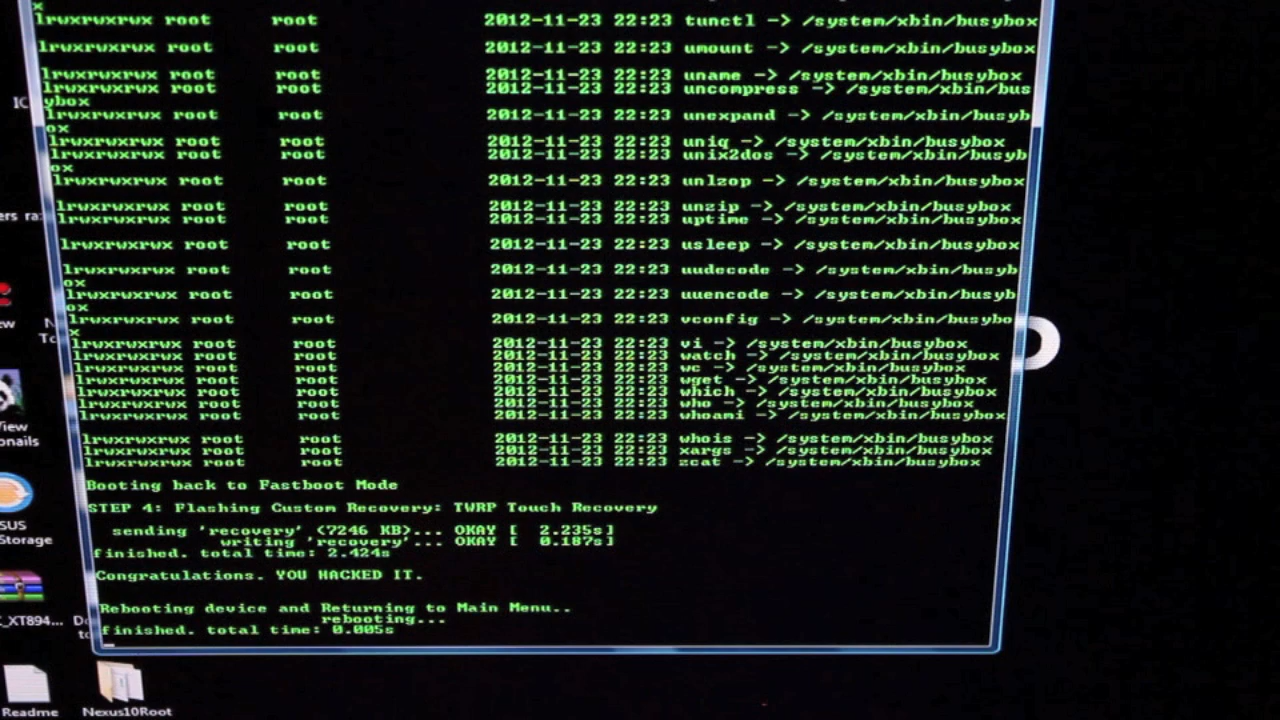 x
lrwxrwxrwx root root 2012-11-23 22:23 tunctl -> /system/xbin/busybox
lrwxrwxrwx root root 2012-11-23 22:23 umount -> /system/xbin/busybox
lrwxrwxrwx root root 2012-11-23 22:23 uname -> /system/xbin/busybox
lrwxrwxrwx root root 2012-11-23 22:23 uncompress -> /system/xbin/bus
ybox
lrwxrwxrwx root root 2012-11-23 22:23 unexpand -> /system/xbin/busyb
ox
lrwxrwxrwx root root 2012-11-23 22:23 uniq -> /system/xbin/busybox
lrwxrwxrwx root root 2012-11-23 22:23 unix2dos -> /system/xbin/busyb
ox
lrwxrwxrwx root root 2012-11-23 22:23 unlzop -> /system/xbin/busybox
lrwxrwxrwx root root 2012-11-23 22:23 unzip -> /system/xbin/busybox
lrwxrwxrwx root root 2012-11-23 22:23 uptime -> /system/xbin/busybox
lrwxrwxrwx root root 2012-11-23 22:23 usleep -> /system/xbin/busybox
lrwxrwxrwx root root 2012-11-23 22:23 uudecode -> /system/xbin/busyb
ox
lrwxrwxrwx root root 2012-11-23 22:23 uuencode -> /system/xbin/busyb
ox
lrwxrwxrwx root root 2012-11-23 22:23 vconfig -> /system/xbin/busybo
x
lrwxrwxrwx root root 2012-11-23 22:23 vi -> /system/xbin/busybox
lrwxrwxrwx root root 2012-11-23 22:23 watch -> /system/xbin/busybox
lrwxrwxrwx root root 2012-11-23 22:23 wc -> /system/xbin/busybox
lrwxrwxrwx root root 2012-11-23 22:23 wget -> /system/xbin/busybox
lrwxrwxrwx root root 2012-11-23 22:23 which -> /system/xbin/busybox
lrwxrwxrwx root root 2012-11-23 22:23 who -> /system/xbin/busybox
lrwxrwxrwx root root 2012-11-23 22:23 whoami -> /system/xbin/busybox
lrwxrwxrwx root root 2012-11-23 22:23 whois -> /system/xbin/busybox
lrwxrwxrwx root root 2012-11-23 22:23 xargs -> /system/xbin/busybox
lrwxrwxrwx root root 2012-11-23 22:23 zcat -> /system/xbin/busybox
Booting back to Fastboot Mode
STEP 4: Flashing Custom Recovery: TWRP Touch Recovery
sending 'recovery' (7246 KB)... OKAY [ 2.235s]
writing 'recovery'... OKAY [ 0.187s]
finished. total time: 2.424s
Congratulations. YOU HACKED IT.
Rebooting device and Returning to Main Menu..
rebooting...
finished. total time: 0.005s
SUS
Storage
_XT894...
Readme
Nexus10Root